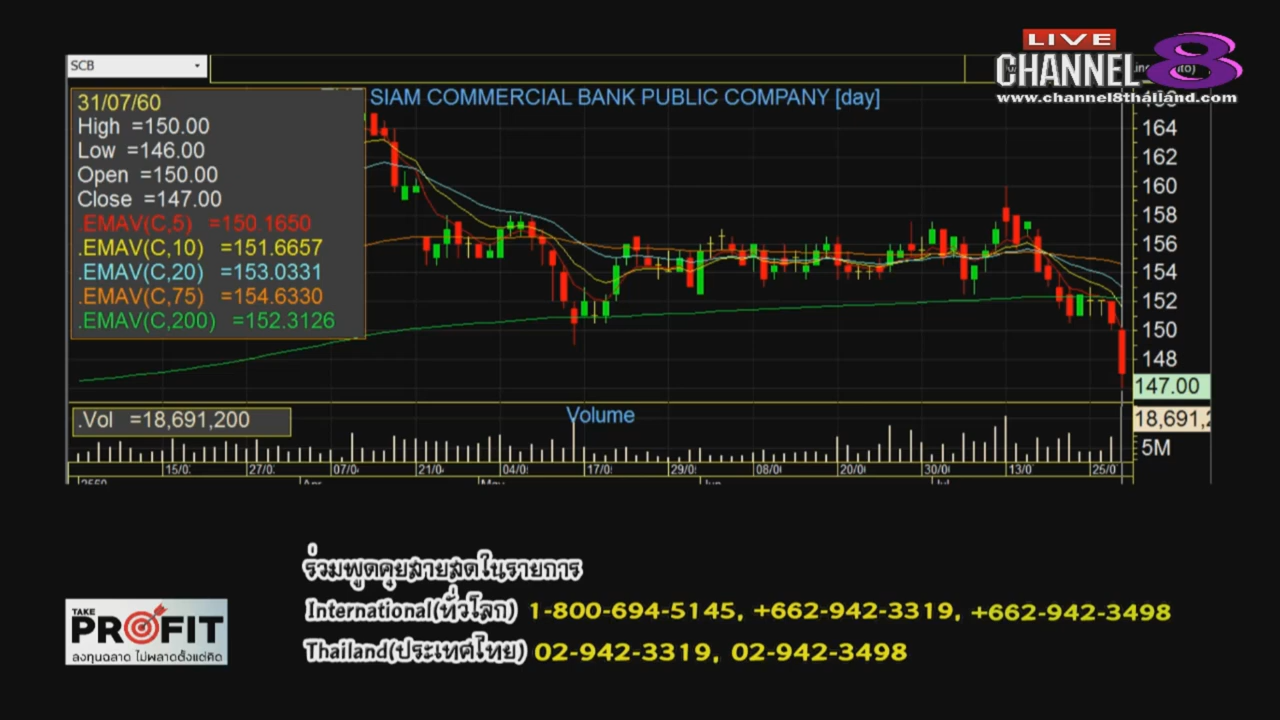 LIVE
CHANNEL 8
www.channel8thailand.com
SCB
SIAM COMMERCIAL BANK PUBLIC COMPANY [day]
31/07/60
High =150.00
Low =146.00
Open =150.00
Close =147.00
.EMAV(C,5) =150.1650
.EMAV(C,10) =151.6657
.EMAV(C,20) =153.0331
.EMAV(C,75) =154.6330
.EMAV(C,200) =152.3126
164
162
160
158
156
154
152
150
148
147.00
.Vol =18,691,200
Volume
18,691,2
5M
15/0 27/0 07/0 21/0 04/0 17/0 29/0 08/0 20/0 30/0 13/0 25/0
2560 Apr May Jun Jul
ร่วมพูดคุยสายสดในรายการ
International(ทั่วโลก) 1-800-694-5145, +662-942-3319, +662-942-3498
Thailand(ประเทศไทย) 02-942-3319, 02-942-3498
TAKE
PROFIT
ลงทุนฉลาด ไม่พลาดตั้งแต่คิด